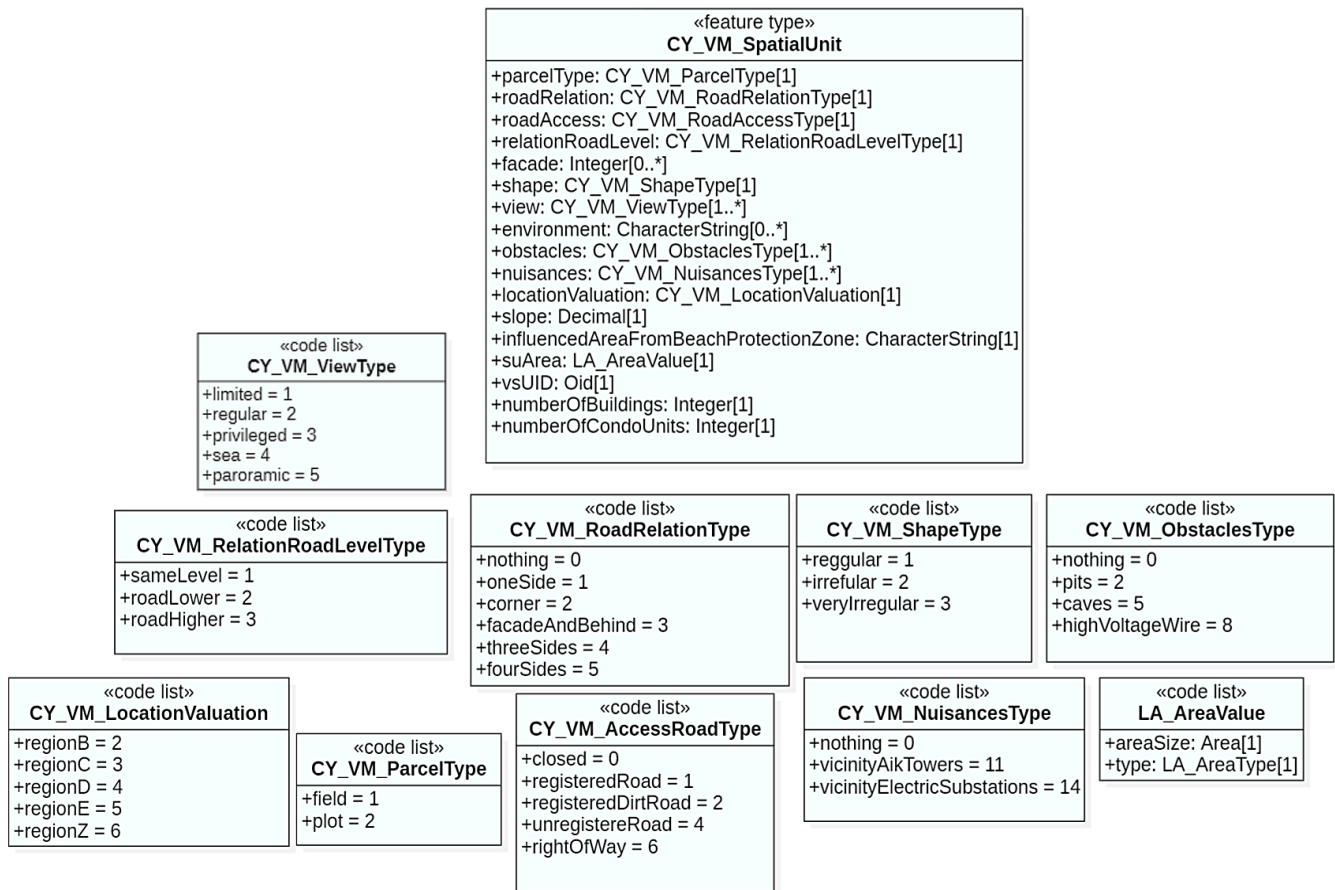 «feature type»
CY_VM_SpatialUnit
+parcelType: CY_VM_ParcelType[1]
+roadRelation: CY_VM_RoadRelationType[1]
+roadAccess: CY_VM_RoadAccessType[1]
+relationRoadLevel: CY_VM_RelationRoadLevelType[1]
+facade: Integer[0..*]
+shape: CY_VM_ShapeType[1]
+view: CY_VM_ViewType[1..*]
+environment: CharacterString[0..*]
+obstacles: CY_VM_ObstaclesType[1..*]
+nuisances: CY_VM_NuisancesType[1..*]
+locationValuation: CY_VM_LocationValuation[1]
+slope: Decimal[1]
+influencedAreaFromBeachProtectionZone: CharacterString[1]
+suArea: LA_AreaValue[1]
+vsUID: Oid[1]
+numberOfBuildings: Integer[1]
+numberOfCondoUnits: Integer[1]
«code list»
CY_VM_ViewType
+limited = 1
+regular = 2
+privileged = 3
+sea = 4
+paroramic = 5
«code list»
CY_VM_RelationRoadLevelType
+sameLevel = 1
+roadLower = 2
+roadHigher = 3
«code list»
CY_VM_RoadRelationType
+nothing = 0
+oneSide = 1
+corner = 2
+facadeAndBehind = 3
+threeSides = 4
+fourSides = 5
«code list»
CY_VM_ShapeType
+reggular = 1
+irrefular = 2
+veryIrregular = 3
«code list»
CY_VM_ObstaclesType
+nothing = 0
+pits = 2
+caves = 5
+highVoltageWire = 8
«code list»
CY_VM_LocationValuation
+regionB = 2
+regionC = 3
+regionD = 4
+regionE = 5
+regionZ = 6
«code list»
CY_VM_ParcelType
+field = 1
+plot = 2
«code list»
CY_VM_AccessRoadType
+closed = 0
+registeredRoad = 1
+registeredDirtRoad = 2
+unregistereRoad = 4
+rightOfWay = 6
«code list»
CY_VM_NuisancesType
+nothing = 0
+vicinityAikTowers = 11
+vicinityElectricSubstations = 14
«code list»
LA_AreaValue
+areaSize: Area[1]
+type: LA_AreaType[1]